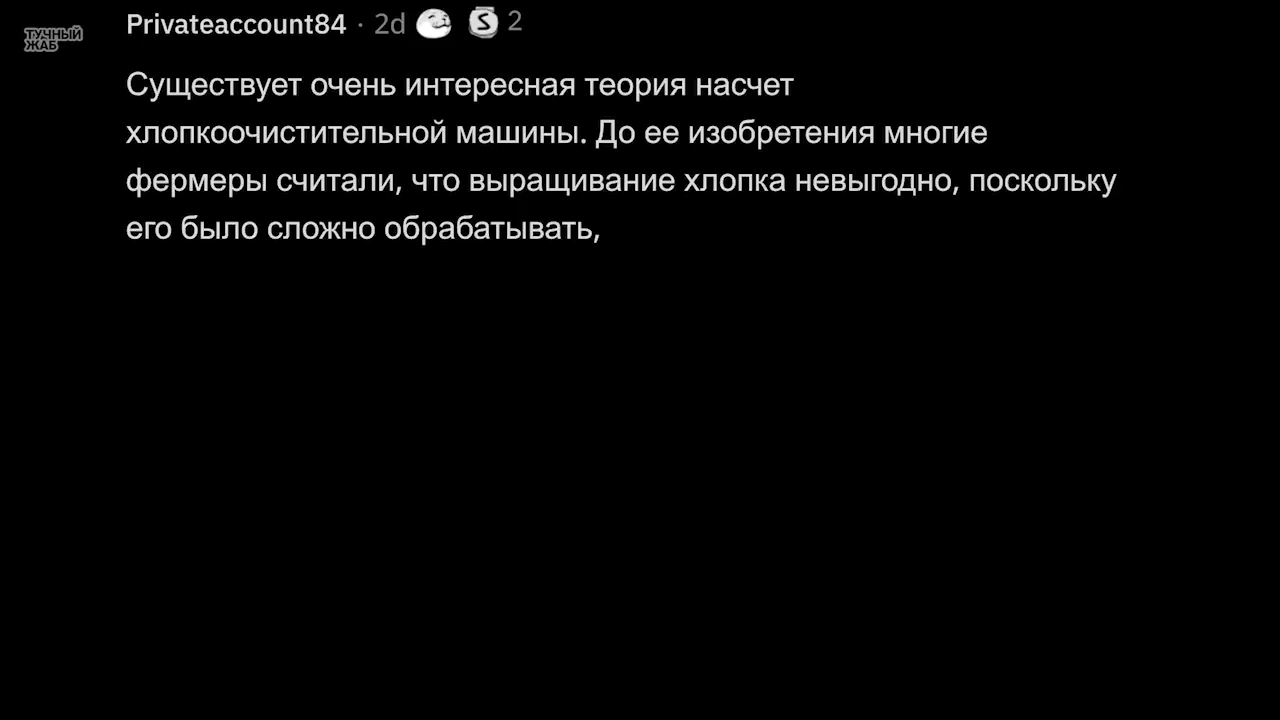 ТУЧНЫЙ
ЖАБ
Privateaccount84 · 2d 2
Существует очень интересная теория насчет
хлопкоочистительной машины. До ее изобретения многие
фермеры считали, что выращивание хлопка невыгодно, поскольку
его было сложно обрабатывать,